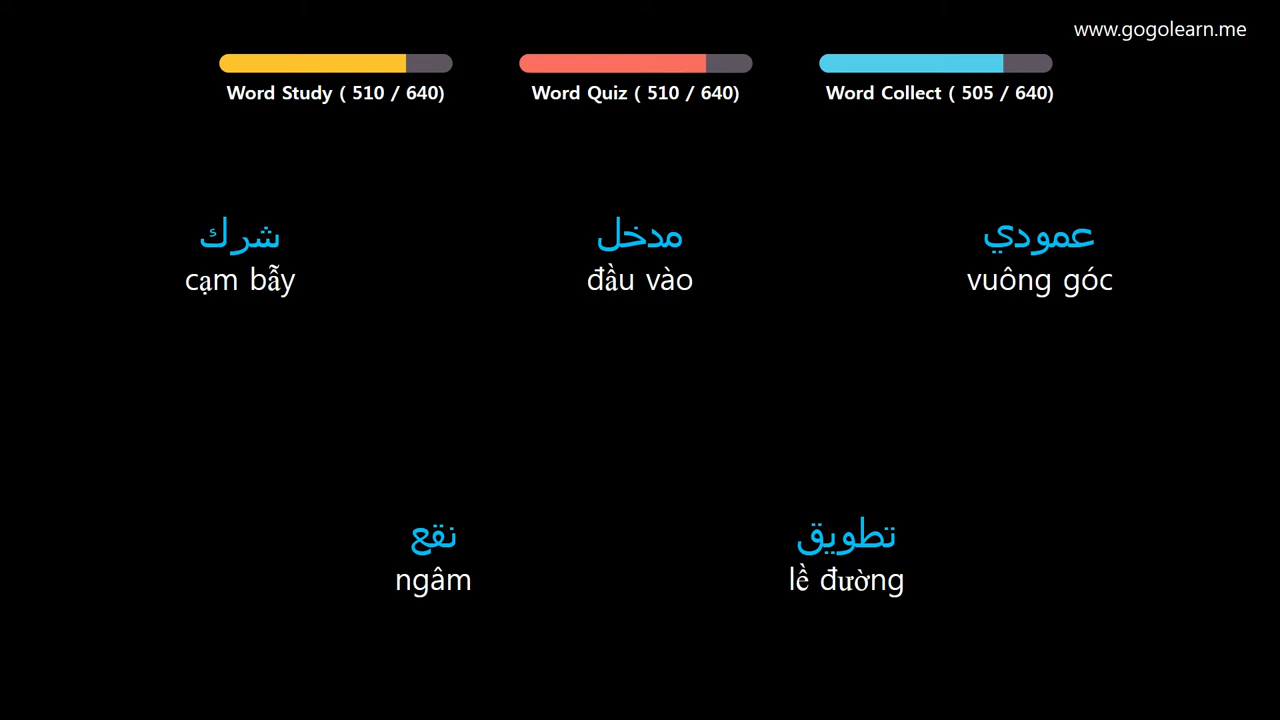 www.gogolearn.me
Word Study ( 510 / 640)
Word Quiz ( 510 / 640)
Word Collect ( 505 / 640)
شرك
cạm bẫy
مدخل
đầu vào
عمودي
vuông góc
نقع
ngâm
تطويق
lề đường